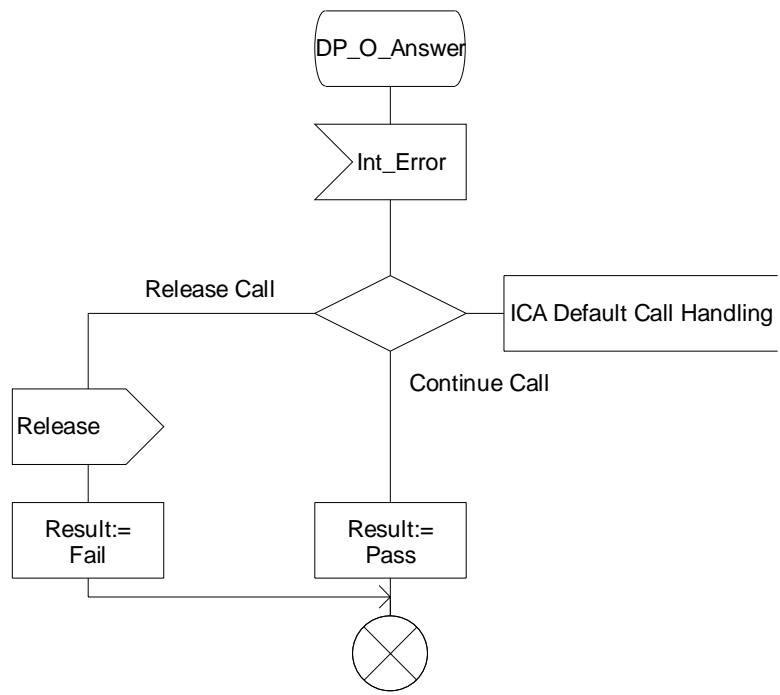 DP_O_Answer
Int_Error
Release Call
ICA Default Call Handling
Continue Call
Release
Result:=
Fail
Result:=
Pass